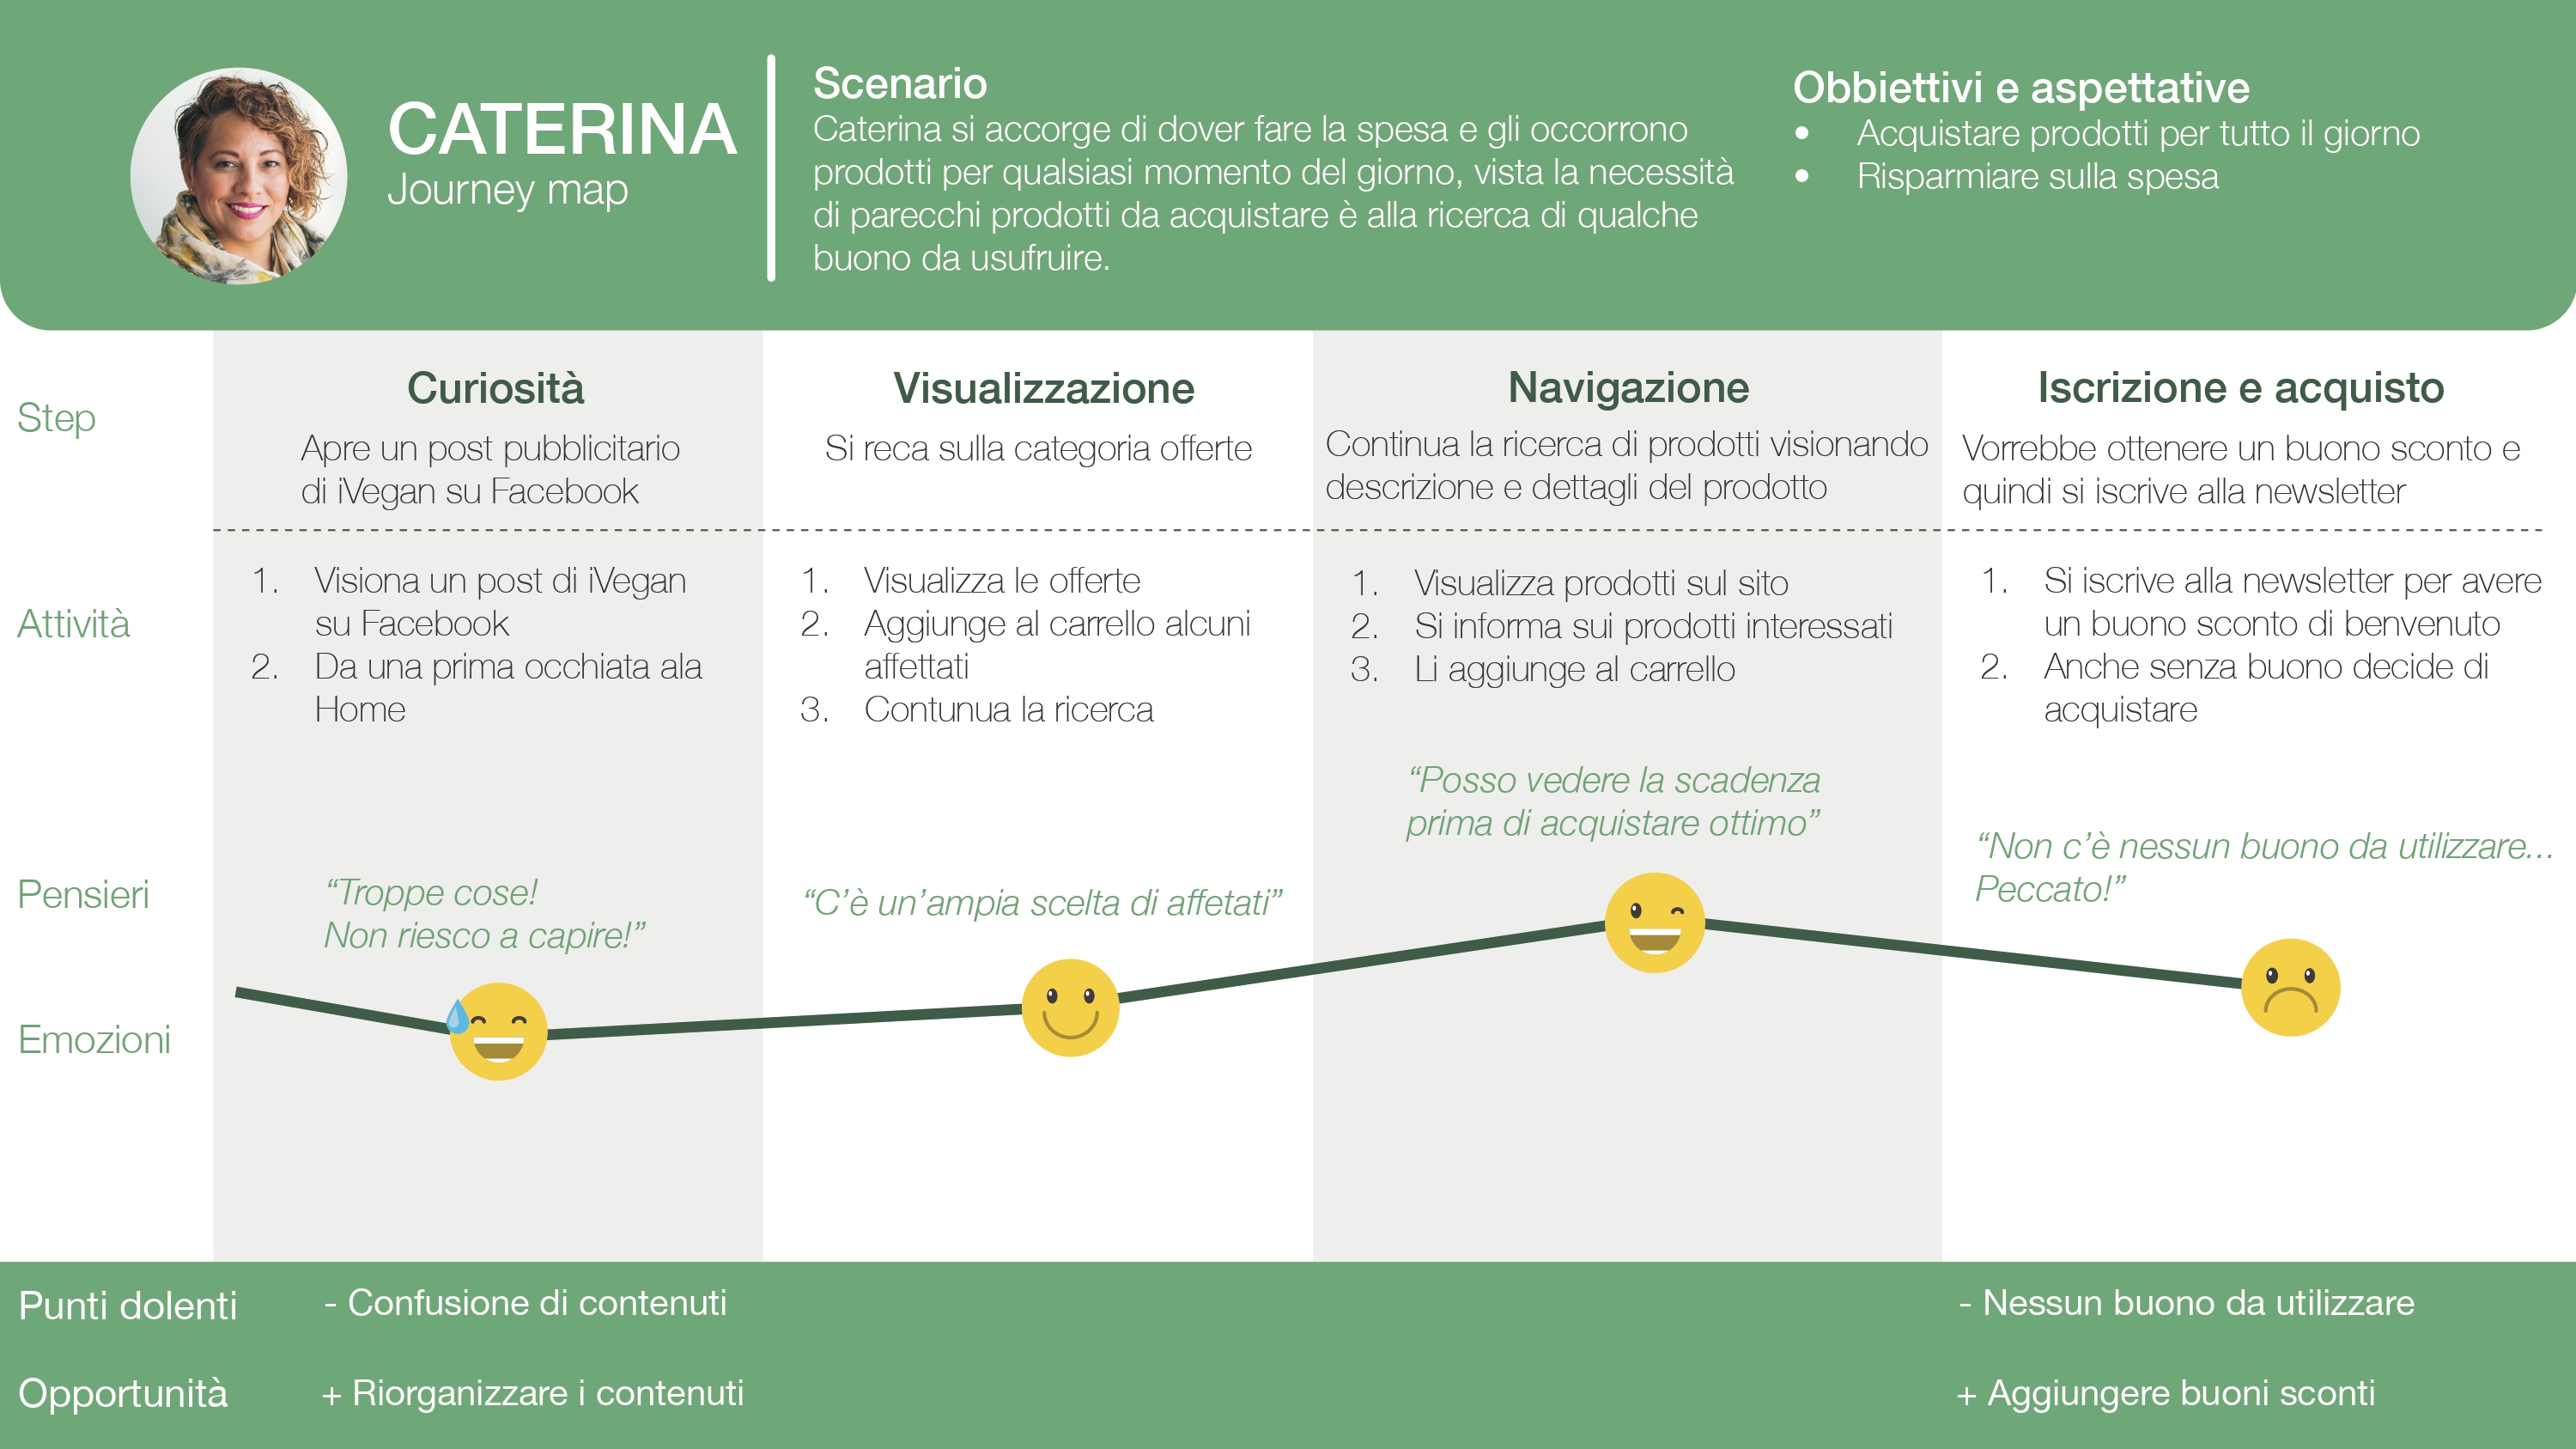 CATERINA
Journey map
Scenario
Caterina si accorge di dover fare la spesa e gli occorrono
prodotti per qualsiasi momento del giorno, vista la necessità
di parecchi prodotti da acquistare è alla ricerca di qualche
buono da usufruire.
Obbiettivi e aspettative
• Acquistare prodotti per tutto il giorno
• Risparmiare sulla spesa
Step
Curiosità
Apre un post pubblicitario
di iVegan su Facebook
Visualizzazione
Si reca sulla categoria offerte
Navigazione
Continua la ricerca di prodotti visionando
descrizione e dettagli del prodotto
Iscrizione e acquisto
Vorrebbe ottenere un buono sconto e
quindi si iscrive alla newsletter
Attività
1. Visiona un post di iVegan
su Facebook
2. Da una prima occhiata ala
Home
1. Visualizza le offerte
2. Aggiunge al carrello alcuni
affettati
3. Contunua la ricerca
1. Visualizza prodotti sul sito
2. Si informa sui prodotti interessati
3. Li aggiunge al carrello
1. Si iscrive alla newsletter per avere
un buono sconto di benvenuto
2. Anche senza buono decide di
acquistare
Pensieri
“Troppe cose!
Non riesco a capire!”
“C’è un’ampia scelta di affetati”
“Posso vedere la scadenza
prima di acquistare ottimo”
“Non c’è nessun buono da utilizzare...
Peccato!”
Emozioni
Punti dolenti
- Confusione di contenuti
- Nessun buono da utilizzare
Opportunità
+ Riorganizzare i contenuti
+ Aggiungere buoni sconti